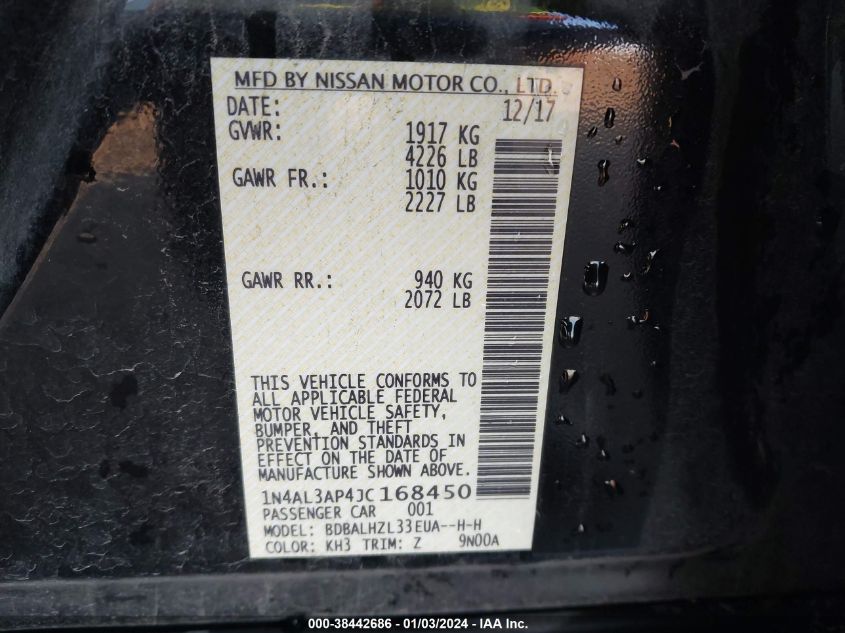 MFD BY NISSAN MOTOR CO., LTD.
DATE: 12/17
GVWR: 1917 KG
4226 LB
GAWR FR.: 1010 KG
2227 LB
GAWR RR.: 940 KG
2072 LB
THIS VEHICLE CONFORMS TO
ALL APPLICABLE FEDERAL
MOTOR VEHICLE SAFETY,
BUMPER, AND THEFT
PREVENTION STANDARDS IN
EFFECT ON THE DATE OF
MANUFACTURE SHOWN ABOVE.
1N4AL3AP4JC168450
PASSENGER CAR 001
MODEL: BDBALHZL33EUA--H-H
COLOR: KH3 TRIM: Z 9N00A
000-38442686 - 01/03/2024 - IAA Inc.